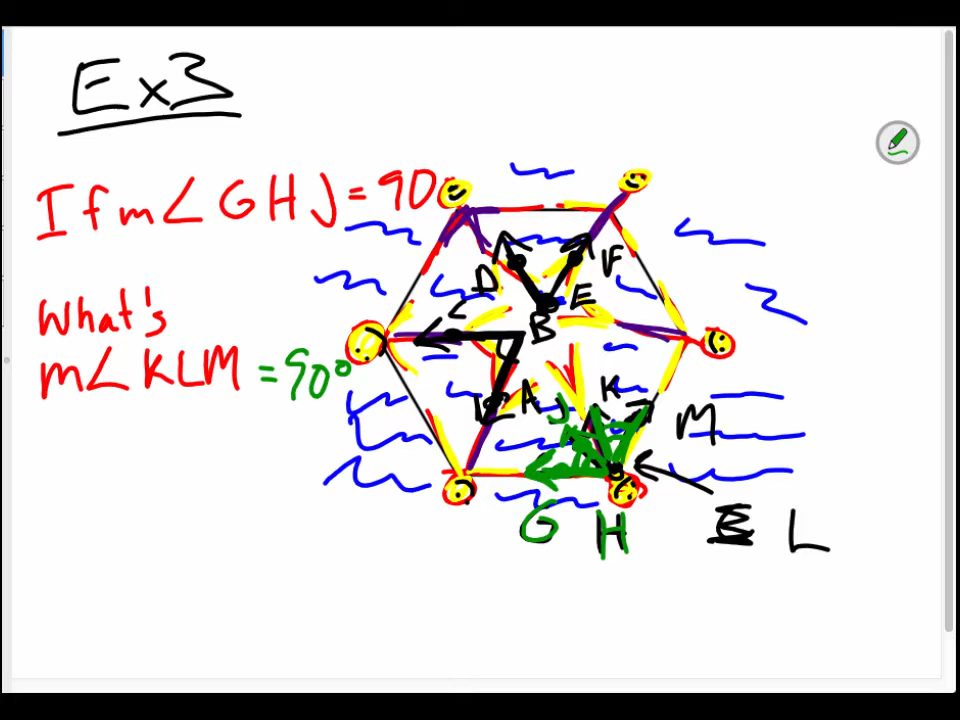 Ex3
If m∠GHJ = 90
What's
m∠KLM = 90°
D
F
C
E
B
A
J
K
M
G
H
L